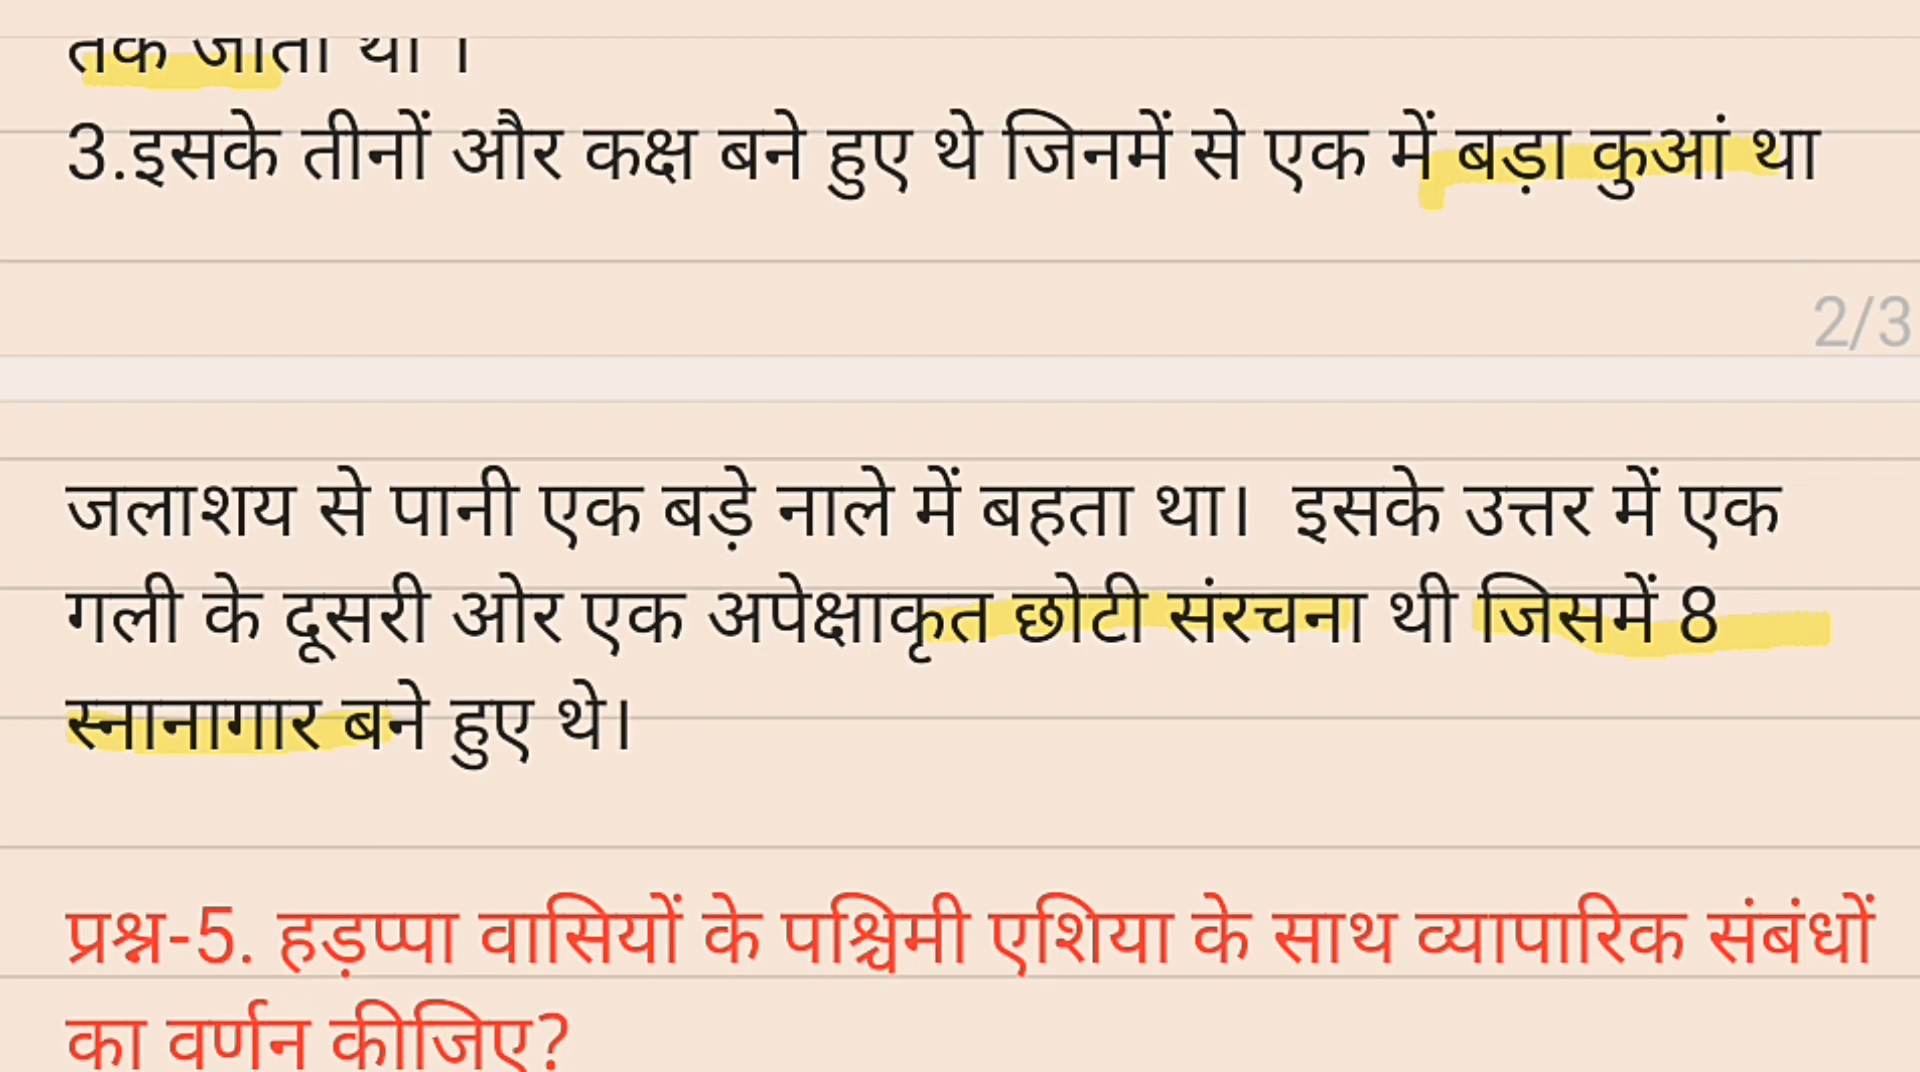 तक जाता था ।
3.इसके तीनों और कक्ष बने हुए थे जिनमें से एक में बड़ा कुआं था
2/3
जलाशय से पानी एक बड़े नाले में बहता था। इसके उत्तर में एक
गली के दूसरी ओर एक अपेक्षाकृत छोटी संरचना थी जिसमें 8
स्नानागार बने हुए थे।
प्रश्न-5. हड़प्पा वासियों के पश्चिमी एशिया के साथ व्यापारिक संबंधों
का वर्णन कीजिए?